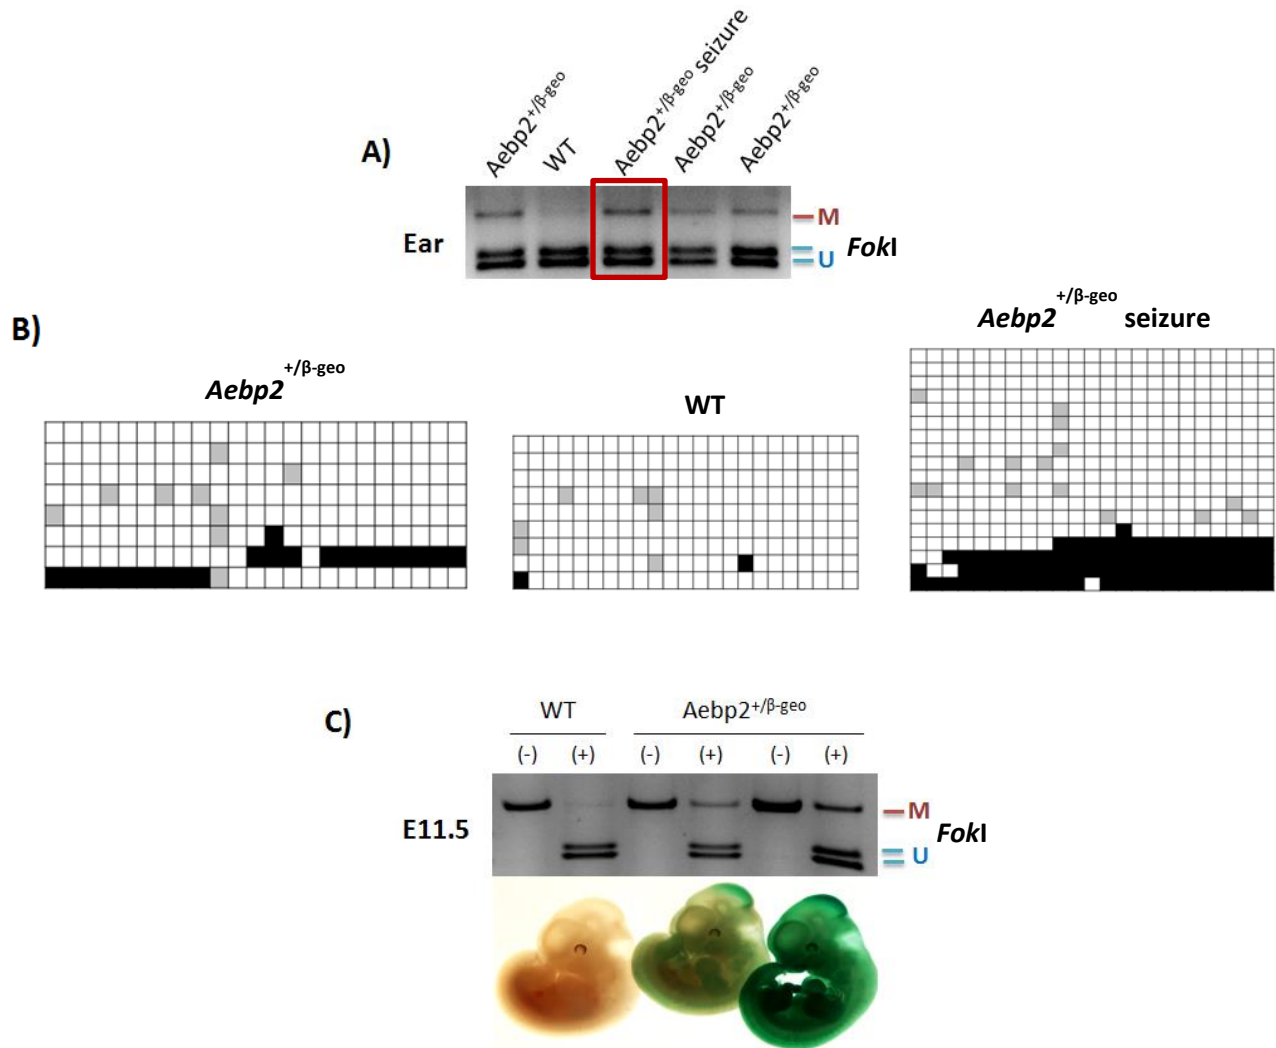 A)
Aebp2+/β-geo
WT
Aebp2+/β-geo seizure
Aebp2+/β-geo
Aebp2+/β-geo
Ear
M
U
FokI
B)
Aebp2+/β-geo
WT
Aebp2+/β-geo seizure
C)
WT Aebp2+/β-geo
(-) (+) (-) (+) (-) (+)
E11.5
M
U
FokI